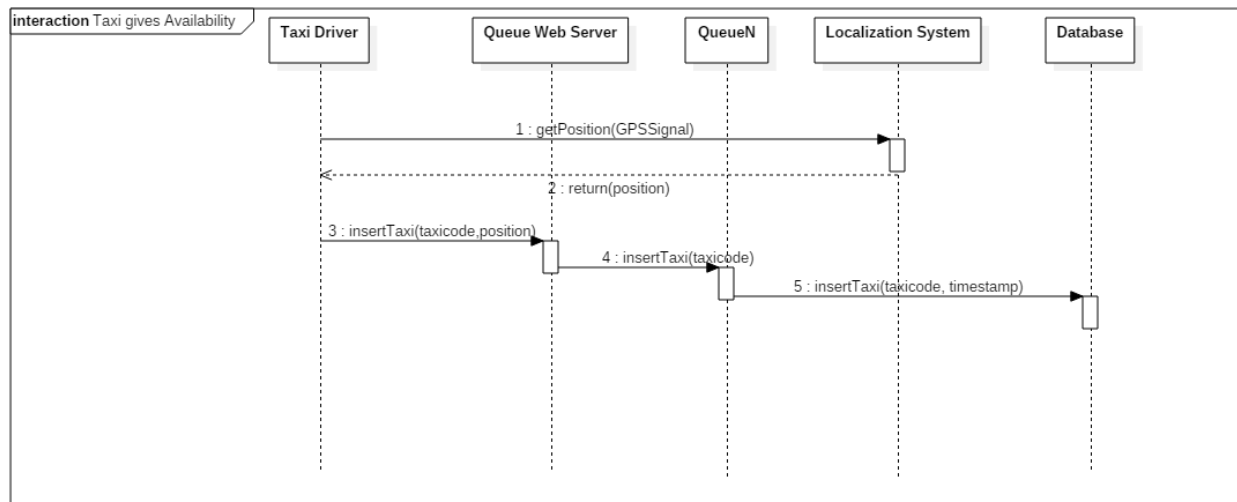 interaction Taxi gives Availability
Taxi Driver
Queue Web Server
QueueN
Localization System
Database
1 : getPosition(GPSSignal)
2 : return(position)
3 : insertTaxi(taxicode,position)
4 : insertTaxi(taxicode)
5 : insertTaxi(taxicode, timestamp)